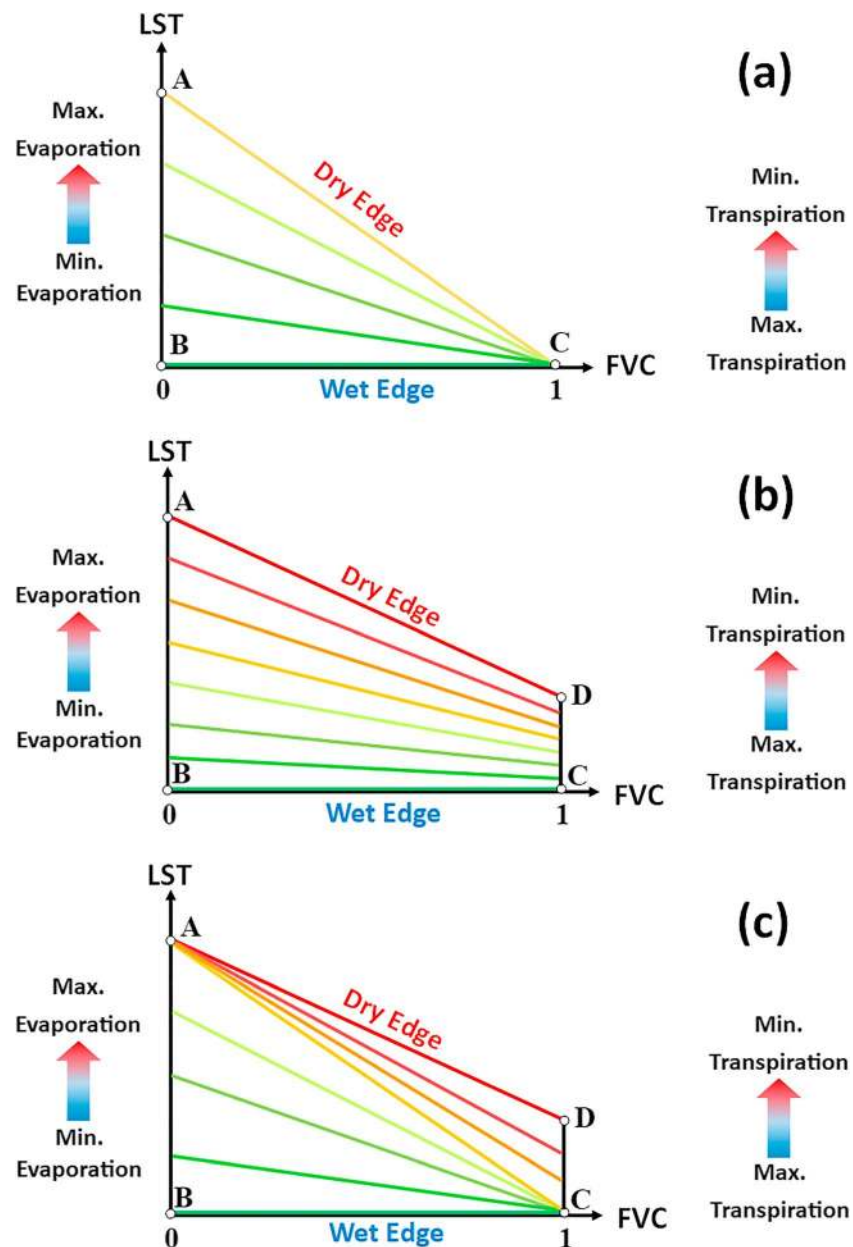 LST
(a)
A
Max.
Evaporation
Min.
Evaporation
Dry Edge
Min.
Transpiration
Max.
Transpiration
B
C
FVC
0
Wet Edge
1
LST
(b)
A
Max.
Evaporation
Min.
Evaporation
Dry Edge
Min.
Transpiration
Max.
Transpiration
D
B
C
FVC
0
Wet Edge
1
LST
(c)
A
Max.
Evaporation
Min.
Evaporation
Dry Edge
Min.
Transpiration
Max.
Transpiration
D
B
C
FVC
0
Wet Edge
1